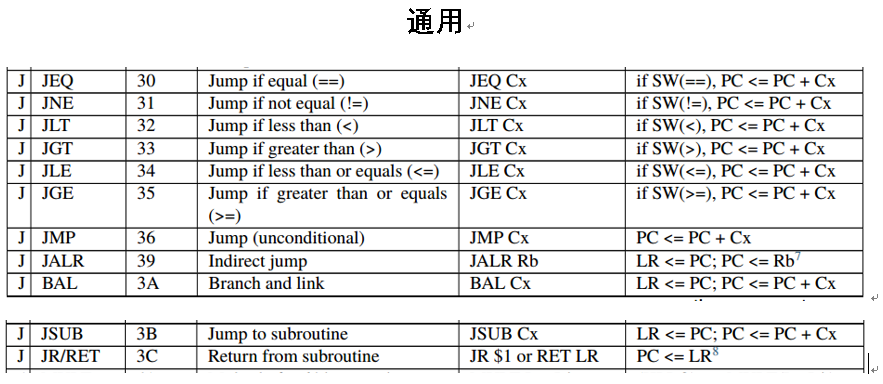 通用
J JEQ 30 Jump if equal (==) JEQ Cx if SW(==), PC <= PC + Cx
J JNE 31 Jump if not equal (!=) JNE Cx if SW(!=), PC <= PC + Cx
J JLT 32 Jump if less than (<) JLT Cx if SW(<), PC <= PC + Cx
J JGT 33 Jump if greater than (>) JGT Cx if SW(>), PC <= PC + Cx
J JLE 34 Jump if less than or equals (<=) JLE Cx if SW(<=), PC <= PC + Cx
J JGE 35 Jump if greater than or equals JGE Cx if SW(>=), PC <= PC + Cx
(>=)
J JMP 36 Jump (unconditional) JMP Cx PC <= PC + Cx
J JALR 39 Indirect jump JALR Rb LR <= PC; PC <= Rb7
J BAL 3A Branch and link BAL Cx LR <= PC; PC <= PC + Cx
J JSUB 3B Jump to subroutine JSUB Cx LR <= PC; PC <= PC + Cx
J JR/RET 3C Return from subroutine JR $1 or RET LR PC <= LR8